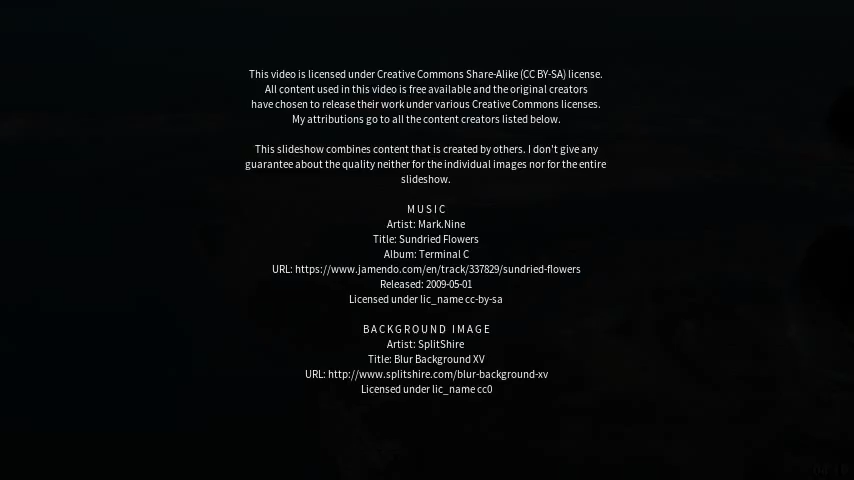 This video is licensed under Creative Commons Share-Alike (CC BY-SA) license.
All content used in this video is free available and the original creators
have chosen to release their work under various Creative Commons licenses.
My attributions go to all the content creators listed below.
This slideshow combines content that is created by others. I don't give any
guarantee about the quality neither for the individual images nor for the entire
slideshow.
MUSIC
Artist: Mark.Nine
Title: Sundried Flowers
Album: Terminal C
URL: https://www.jamendo.com/en/track/337829/sundried-flowers
Released: 2009-05-01
Licensed under lic_name cc-by-sa
BACKGROUND IMAGE
Artist: SplitShire
Title: Blur Background XV
URL: http://www.splitshire.com/blur-background-xv
Licensed under lic_name cc0